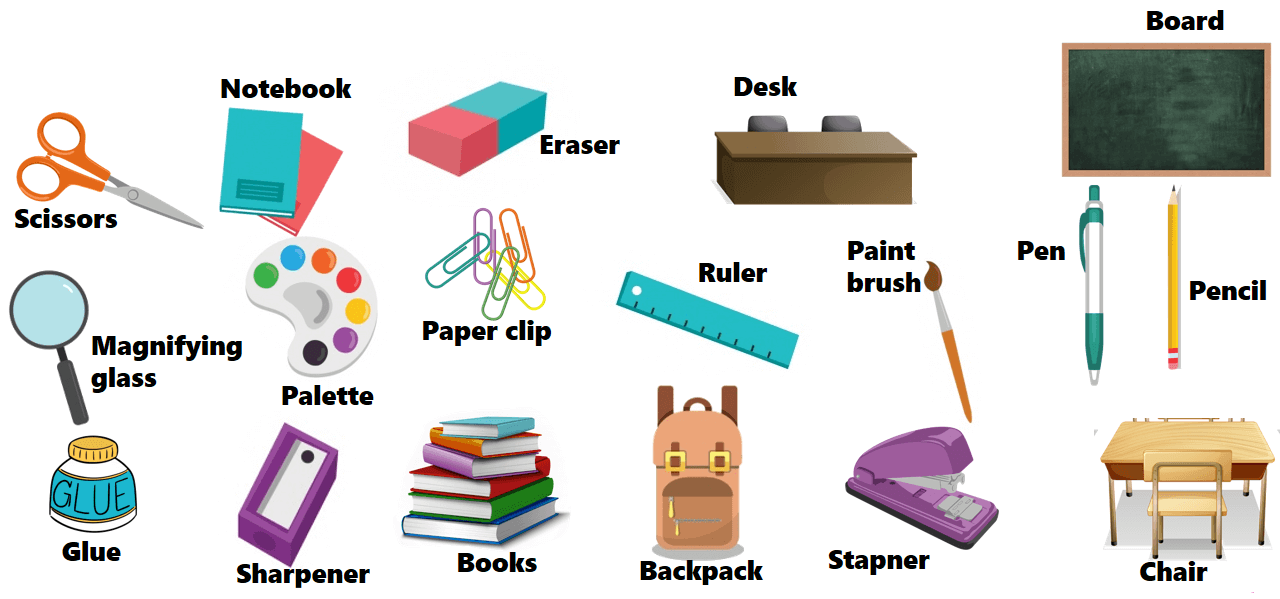 Board
Notebook
Desk
Eraser
Scissors
Paint
brush
Pen
Ruler
Pencil
Paper clip
Magnifying
glass
Palette
GLUE
Glue
Sharpener
Books
Backpack
Stapner
Chair